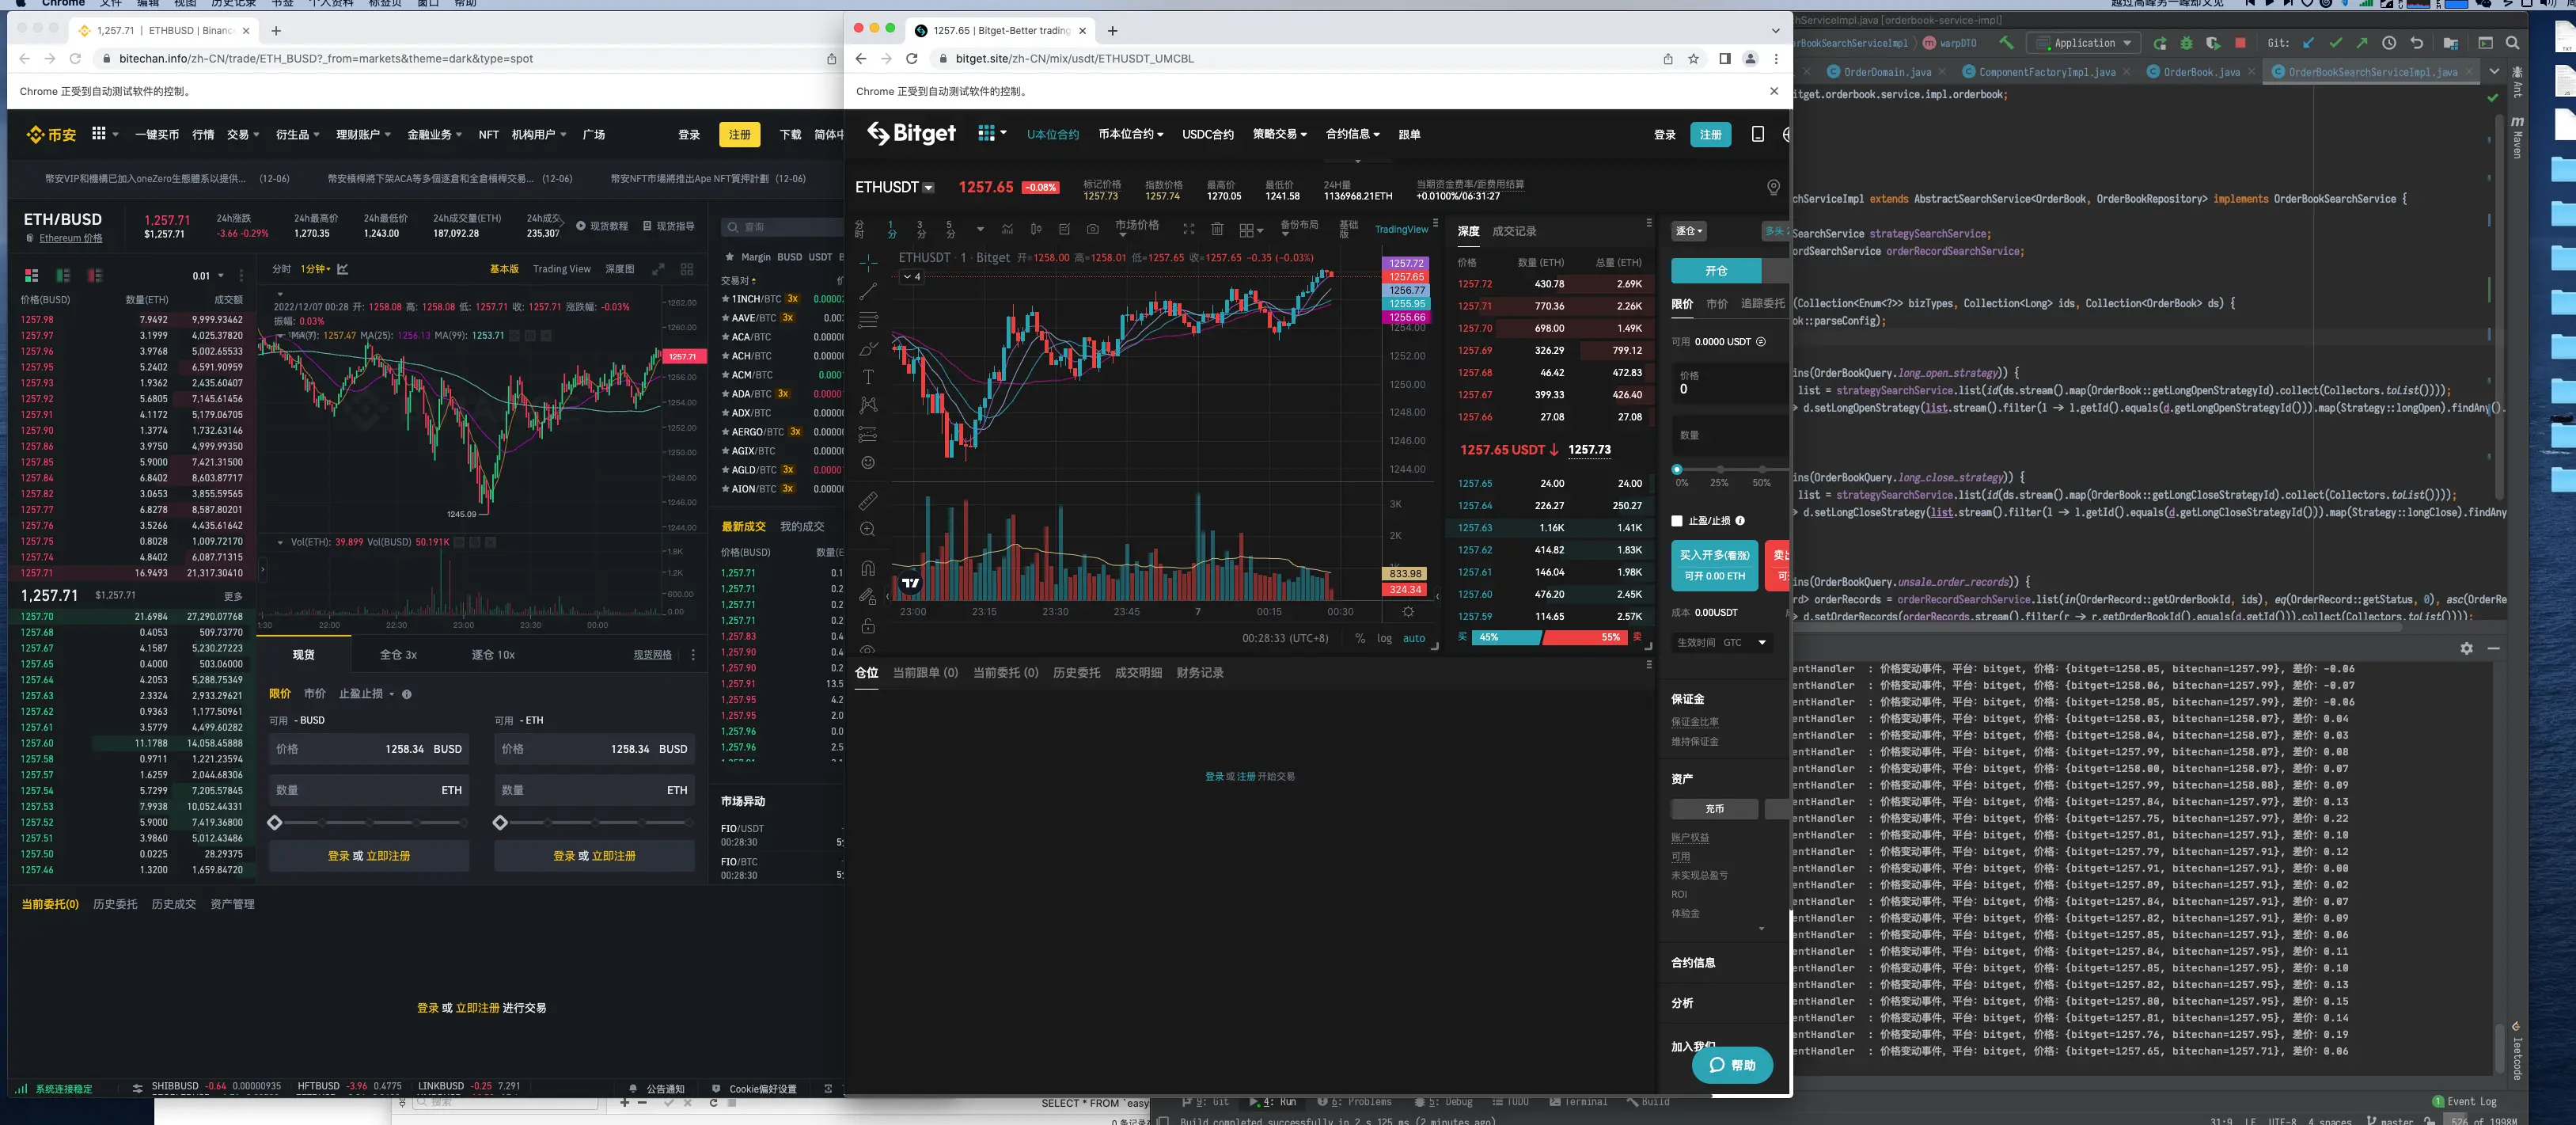 Chrome 文件 编辑 视图 历史记录 书签 个人资料 标签页 窗口 帮助
越过高峰另一峰却又见
1,257.71 | ETHBUSD | Binanc
bitechan.info/zh-CN/trade/ETH_BUSD?_from=markets&theme=dark&type=spot
Chrome 正受到自动测试软件的控制。
币安 一键买币 行情 交易 衍生品 理财账户 金融业务 NFT 机构用户 广场 登录 注册 下载 简体中
幣安VIP和機構已加入oneZero生態體系以提供... (12-06) 幣安槓桿將下架ACA等多個逐倉和全倉槓桿交易... (12-06) 幣安NFT市場將推出Ape NFT質押計劃 (12-06)
ETH/BUSD 1,257.71 24h涨跌 24h最高价 24h最低价 24h成交量(ETH) 24h成交
Ethereum 价格 $1,257.71 -3.66 -0.29% 1,270.35 1,243.00 187,092.28 235,307
现货教程 现货指导
0.01
分时 1分钟 基本版 Trading View 深度图
价格(BUSD) 数量(ETH) 成交额
1257.98 7.9492 9,999.93462
1257.97 3.1999 4,025.37820
1257.96 3.9768 5,002.65533
1257.95 5.2402 6,591.90959
1257.93 1.9362 2,435.60407
1257.92 5.6805 7,145.61456
1257.91 4.1172 5,179.06705
1257.90 1.3774 1,732.63146
1257.86 3.9750 4,999.99350
1257.85 5.9000 7,421.31500
1257.84 6.8402 8,603.87717
1257.82 3.0653 3,855.59565
1257.77 6.8278 8,587.80201
1257.76 3.5266 4,435.61642
1257.75 0.8028 1,009.72170
1257.74 4.8402 6,087.71315
1257.71 16.9493 21,317.30410
1,257.71 $1,257.71 更多
1257.70 21.6984 27,290.07768
1257.68 0.4053 509.73770
1257.67 4.1587 5,230.27223
1257.65 0.4000 503.06000
1257.64 4.2053 5,288.75349
1257.63 2.3324 2,933.29621
1257.62 0.9363 1,177.50961
1257.61 3.5779 4,499.60282
1257.60 11.1788 14,058.45888
1257.58 0.9711 1,221.23594
1257.57 1.6259 2,044.68306
1257.54 5.7299 7,205.57845
1257.53 7.9938 10,052.44331
1257.52 5.9000 7,419.36800
1257.51 3.9860 5,012.43486
1257.50 0.0225 28.29375
1257.46 1.3200 1,659.84720
2022/12/07 00:28 开: 1258.08 高: 1258.08 低: 1257.71 收: 1257.71 涨跌幅: -0.03%
振幅: 0.03%
MA(7): 1257.47 MA(25): 1256.13 MA(99): 1253.71
1262.00
1260.00
1257.71
1256.00
1254.00
1252.00
1250.00
1248.00
1246.00
1244.00
1245.09
Vol(ETH): 39.899 Vol(BUSD) 50.191K
1.8K
1.2K
600.00
0.00
1:30 22:00 22:30 23:00 23:30 00:00
现货 全仓 3x 逐仓 10x 现货网格
限价 市价 止盈止损
可用 - BUSD 可用 - ETH
价格 1258.34 BUSD 价格 1258.34 BUSD
数量 ETH 数量 ETH
登录 或 立即注册 登录 或 立即注册
查询
Margin BUSD USDT B
交易对
1INCH/BTC 3x
AAVE/BTC 3x
ACA/BTC
ACH/BTC
ACM/BTC
ADA/BTC 3x
ADX/BTC
AERGO/BTC 3x
AGIX/BTC
AGLD/BTC 3x
AION/BTC 3x
最新成交 我的成交
价格(BUSD) 数量(E
1,257.71 0.1
1,257.71 0.2
1,257.71 0.2
1,257.71 0.2
1,257.83 0.4
1,257.90 0.4
1,257.90 0.2
1,257.91 13.5
1,257.95 4.2
1,257.95 2.0
1,257.96 0.0
1,257.96 2.5
市场异动
FIO/USDT
00:28:30
FIO/BTC
00:28:30
当前委托(0) 历史委托 历史成交 资产管理
登录 或 立即注册 进行交易
系统连接稳定 SHIBBUSD -0.64 0.00000935 HFTBUSD -3.96 0.4775 LINKBUSD -0.25 7.291 公告通知 Cookie偏好设置
搜索
SELECT * FROM `easy
1257.65 | Bitget-Better trading
bitget.site/zh-CN/mix/usdt/ETHUSDT_UMCBL
Chrome 正受到自动测试软件的控制。
Bitget U本位合约 币本位合约 USDC合约 策略交易 合约信息 跟单 登录 注册
ETHUSDT 1257.65 -0.08%
标记价格 指数价格 最高价 最低价 24H量 当期资金费率/距费用结算
1257.73 1257.74 1270.05 1241.58 1136968.21ETH +0.0100%/06:31:27
分时 1分 3分 5分 市场价格 备份布局 基础版 TradingView
ETHUSDT · 1 · Bitget 开=1258.00 高=1258.01 低=1257.65 收=1257.65 -0.35 (-0.03%)
4
1257.72
1257.65
1256.77
1255.95
1255.66
1254.00
1252.00
1250.00
1248.00
1246.00
1244.00
3K
2K
833.98
324.34
23:00 23:15 23:30 23:45 7 00:15 00:30
00:28:33 (UTC+8) % log auto
深度 成交记录
价格 数量 (ETH) 总量 (ETH)
1257.72 430.78 2.69K
1257.71 770.36 2.26K
1257.70 698.00 1.49K
1257.69 326.29 799.12
1257.68 46.42 472.83
1257.67 399.33 426.40
1257.66 27.08 27.08
1257.65 USDT↓ 1257.73
1257.65 24.00 24.00
1257.64 226.27 250.27
1257.63 1.16K 1.41K
1257.62 414.82 1.83K
1257.61 146.04 1.98K
1257.60 476.20 2.45K
1257.59 114.65 2.57K
买 45% 55% 卖
逐仓 多头 2
开仓
限价 市价 追踪委托
可用 0.0000 USDT
价格
0
数量
0% 25% 50%
止盈/止损
买入开多(看涨) 卖出
可开 0.00 ETH 可
成本 0.00USDT
生效时间 GTC
保证金
保证金比率
维持保证金
资产
充币
账户权益
可用
未实现总盈亏
ROI
体验金
合约信息
分析
加入我们
帮助
仓位 当前跟单 (0) 当前委托 (0) 历史委托 成交明细 财务记录
登录 或 注册 开始交易
hServiceImpl.java [orderbook-service-impl]
rBookSearchServiceImpl warpDTO Application Git:
OrderDomain.java ComponentFactoryImpl.java OrderBook.java OrderBookSearchServiceImpl.java
itget.orderbook.service.impl.orderbook;
rchServiceImpl extends AbstractSearchService<OrderBook, OrderBookRepository> implements OrderBookSearchService {
SearchService strategySearchService;
ordSearchService orderRecordSearchService;
(Collection<Enum<?>> bizTypes, Collection<Long> ids, Collection<OrderBook> ds) {
ok::parseConfig);
ins(OrderBookQuery.long_open_strategy)) {
list = strategySearchService.list(id(ds.stream().map(OrderBook::getLongOpenStrategyId).collect(Collectors.toList())));
> d.setLongOpenStrategy(list.stream().filter(l → l.getId().equals(d.getLongOpenStrategyId())).map(Strategy::longOpen).findAny().
ins(OrderBookQuery.long_close_strategy)) {
list = strategySearchService.list(id(ds.stream().map(OrderBook::getLongCloseStrategyId).collect(Collectors.toList())));
> d.setLongCloseStrategy(list.stream().filter(l → l.getId().equals(d.getLongCloseStrategyId())).map(Strategy::longClose).findAny
ins(OrderBookQuery.unsale_order_records)) {
rd> orderRecords = orderRecordSearchService.list(in(OrderRecord::getOrderBookId, ids), eq(OrderRecord::getStatus, 0), asc(OrderRe
> d.setOrderRecords(orderRecords.stream().filter(r → r.getOrderBookId().equals(d.getId())).collect(Collectors.toList()));
entHandler : 价格变动事件, 平台: bitget, 价格: {bitget=1258.05, bitechan=1257.99}, 差价: -0.06
entHandler : 价格变动事件, 平台: bitget, 价格: {bitget=1258.06, bitechan=1257.99}, 差价: -0.07
entHandler : 价格变动事件, 平台: bitget, 价格: {bitget=1258.05, bitechan=1257.99}, 差价: -0.06
entHandler : 价格变动事件, 平台: bitget, 价格: {bitget=1258.03, bitechan=1258.07}, 差价: 0.04
entHandler : 价格变动事件, 平台: bitget, 价格: {bitget=1258.04, bitechan=1258.07}, 差价: 0.03
entHandler : 价格变动事件, 平台: bitget, 价格: {bitget=1257.99, bitechan=1258.07}, 差价: 0.08
entHandler : 价格变动事件, 平台: bitget, 价格: {bitget=1258.00, bitechan=1258.07}, 差价: 0.07
entHandler : 价格变动事件, 平台: bitget, 价格: {bitget=1257.99, bitechan=1258.08}, 差价: 0.09
entHandler : 价格变动事件, 平台: bitget, 价格: {bitget=1257.84, bitechan=1257.97}, 差价: 0.13
entHandler : 价格变动事件, 平台: bitget, 价格: {bitget=1257.75, bitechan=1257.97}, 差价: 0.22
entHandler : 价格变动事件, 平台: bitget, 价格: {bitget=1257.81, bitechan=1257.91}, 差价: 0.10
entHandler : 价格变动事件, 平台: bitget, 价格: {bitget=1257.79, bitechan=1257.91}, 差价: 0.12
entHandler : 价格变动事件, 平台: bitget, 价格: {bitget=1257.91, bitechan=1257.91}, 差价: 0.00
entHandler : 价格变动事件, 平台: bitget, 价格: {bitget=1257.89, bitechan=1257.91}, 差价: 0.02
entHandler : 价格变动事件, 平台: bitget, 价格: {bitget=1257.84, bitechan=1257.91}, 差价: 0.07
entHandler : 价格变动事件, 平台: bitget, 价格: {bitget=1257.82, bitechan=1257.91}, 差价: 0.09
entHandler : 价格变动事件, 平台: bitget, 价格: {bitget=1257.85, bitechan=1257.91}, 差价: 0.06
entHandler : 价格变动事件, 平台: bitget, 价格: {bitget=1257.84, bitechan=1257.95}, 差价: 0.11
entHandler : 价格变动事件, 平台: bitget, 价格: {bitget=1257.85, bitechan=1257.95}, 差价: 0.10
entHandler : 价格变动事件, 平台: bitget, 价格: {bitget=1257.82, bitechan=1257.95}, 差价: 0.13
entHandler : 价格变动事件, 平台: bitget, 价格: {bitget=1257.80, bitechan=1257.95}, 差价: 0.15
entHandler : 价格变动事件, 平台: bitget, 价格: {bitget=1257.81, bitechan=1257.95}, 差价: 0.14
entHandler : 价格变动事件, 平台: bitget, 价格: {bitget=1257.76, bitechan=1257.95}, 差价: 0.19
entHandler : 价格变动事件, 平台: bitget, 价格: {bitget=1257.65, bitechan=1257.71}, 差价: 0.06
9: Git 4: Run 6: Problems 5: Debug TODO Terminal Build Event Log
Build completed successfully in 2 s 125 ms (2 minutes ago)
31:9 LF UTF-8 4 spaces master 576 of 1998M
Ant
Maven
leetcode